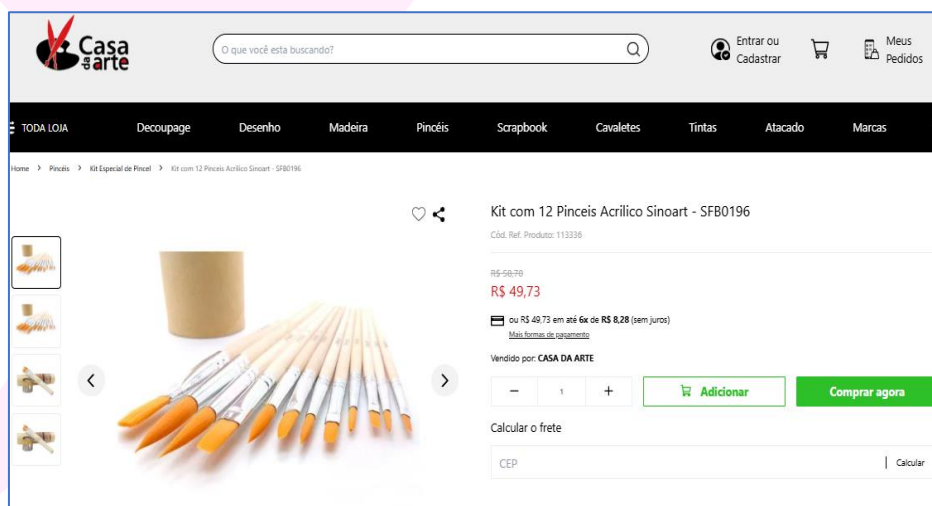 Casa
da arte
O que você esta buscando?
Entrar ou
Cadastrar
Meus
Pedidos
TODA LOJA Decoupage Desenho Madeira Pincéis Scrapbook Cavaletes Tintas Atacado Marcas
Home > Pincéis > Kit Especial de Pincel > Kit com 12 Pinceis Acrilico Sinoart - SFB0196
Kit com 12 Pinceis Acrilico Sinoart - SFB0196
Cód. Ref. Produto: 113336
R$ 58,70
R$ 49,73
ou R$ 49,73 em até 6x de R$ 8,28 (sem juros)
Mais formas de pagamento
Vendido por: CASA DA ARTE
− 1 + Adicionar Comprar agora
Calcular o frete
CEP Calcular